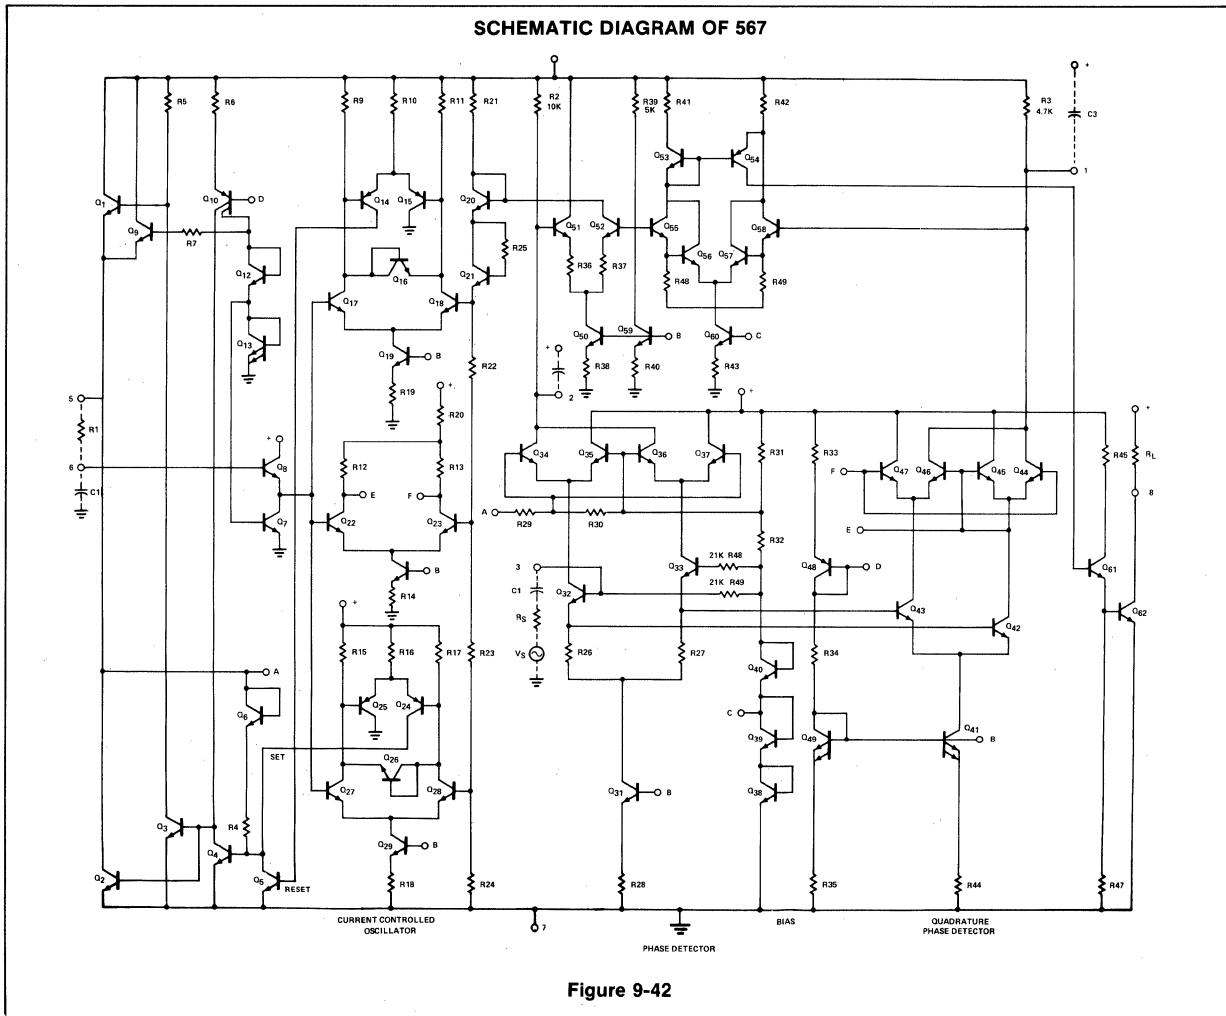 SCHEMATIC DIAGRAM OF 567
R5
R6
R9
R10
R11
R21
R2
10K
R39
5K
R41
R42
R3
4.7K
+
C3
1
Q53
Q54
Q1
Q9
Q10
D
R7
Q14
Q15
Q20
Q51
Q52
Q55
Q58
R25
Q56
Q57
Q12
Q16
Q21
R36
R37
R48
R49
Q17
Q18
Q13
Q50
Q59
B
Q60
C
Q19
B
R22
+
R38
R40
R43
2
R19
5
R1
+
R20
+
+
6
+
Q8
R12
R13
Q34
Q35
Q36
Q37
R31
R33
F
Q47
Q46
Q45
Q44
R45
RL
C1
E
F
8
Q7
Q22
Q23
A
R29
R30
E
R32
3
21K R48
Q33
Q48
D
Q61
B
C1
21K R49
R14
Q32
RS
Q43
Q62
+
Q42
VS
R15
R16
R17
R23
R26
R27
R34
Q40
A
Q25
Q24
C
Q6
Q39
Q49
Q41
B
SET
Q26
Q27
Q28
Q31
B
Q38
Q3
R4
Q4
Q29
B
Q2
Q5
RESET
R18
R24
R28
R35
R44
R47
CURRENT CONTROLLED
OSCILLATOR
7
BIAS
QUADRATURE
PHASE DETECTOR
PHASE DETECTOR
Figure 9-42